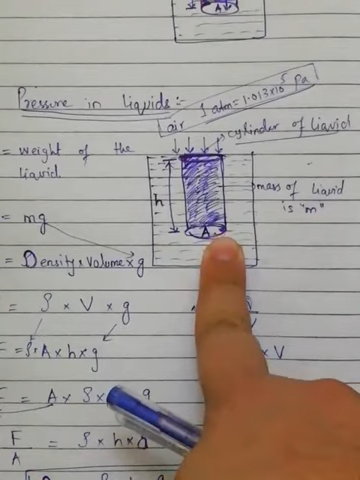 A
Pressure in liquids:-
1 air
1 atm = 1.013×10⁵ Pa
cylinder of liquid
= weight of the
liquid.
h
A
mass of liquid
is "m"
= mg
= Density × Volume × g
= ρ × V × g
F = ρ × A × h × g
× V
= A × ρ × g
F/A = ρ × h × g